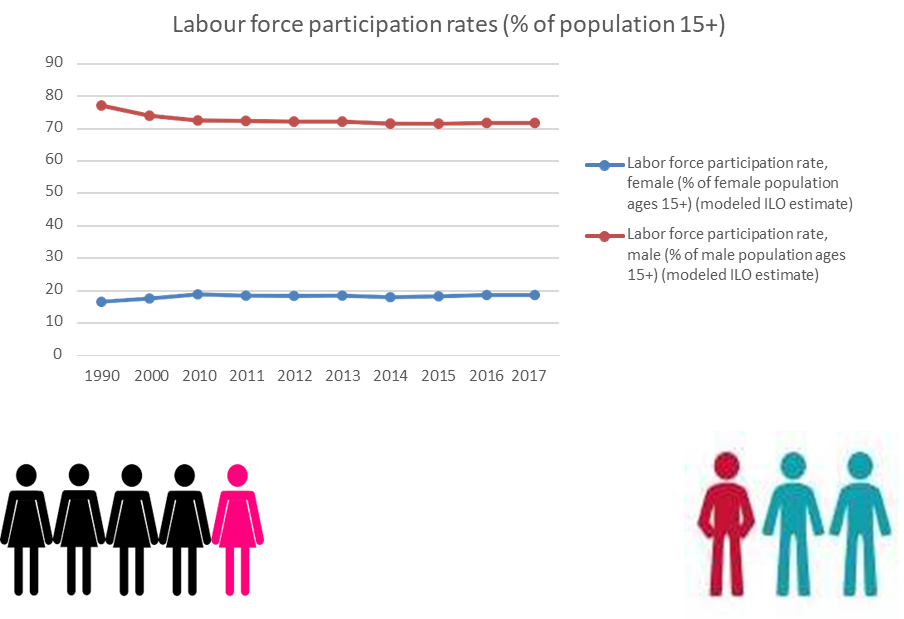 Labour force participation rates (% of population 15+)
90
80
70
60
50
40
30
20
10
0
1990 2000 2010 2011 2012 2013 2014 2015 2016 2017
Labor force participation rate,
female (% of female population
ages 15+) (modeled ILO estimate)
Labor force participation rate,
male (% of male population ages
15+) (modeled ILO estimate)